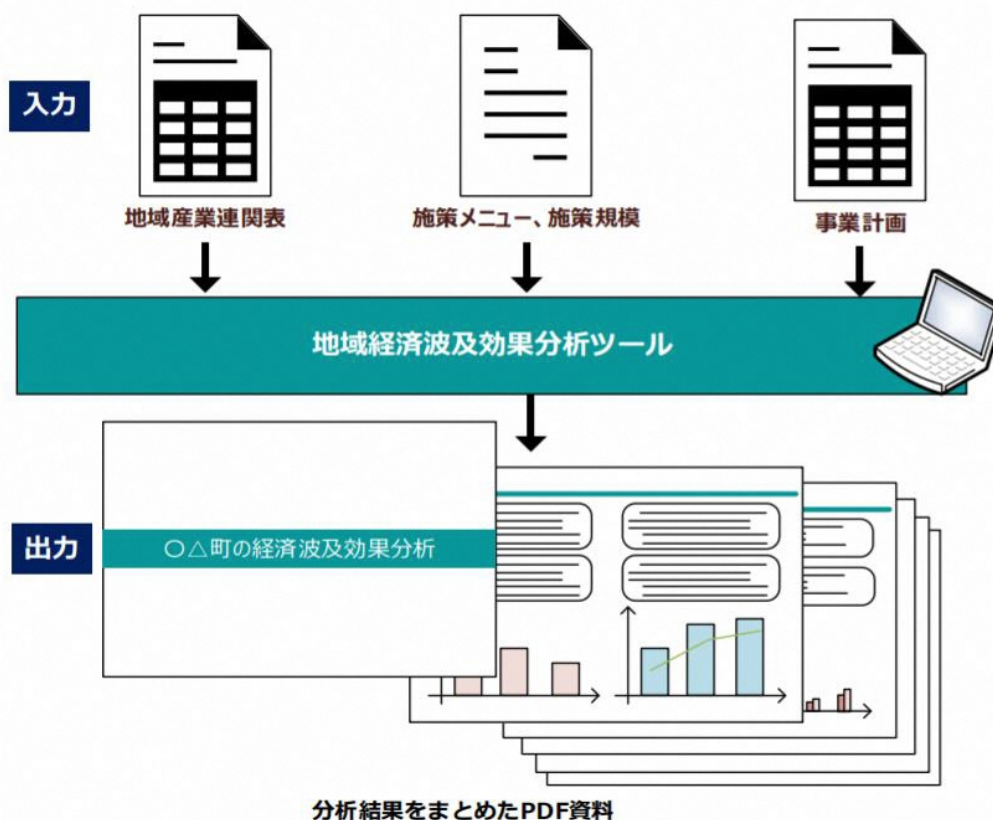 入力
地域産業連関表
施策メニュー、施策規模
事業計画
地域経済波及効果分析ツール
出力
〇△町の経済波及効果分析
分析結果をまとめたPDF資料